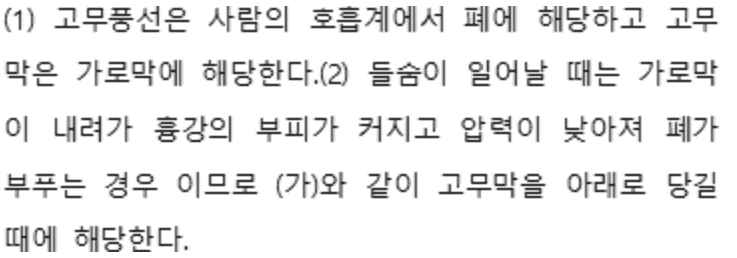 (1) 고무풍선은 사람의 호흡계에서 폐에 해당하고 고무
막은 가로막에 해당한다.(2) 들숨이 일어날 때는 가로막
이 내려가 흉강의 부피가 커지고 압력이 낮아져 폐가
부푸는 경우 이므로 (가)와 같이 고무막을 아래로 당길
때에 해당한다.